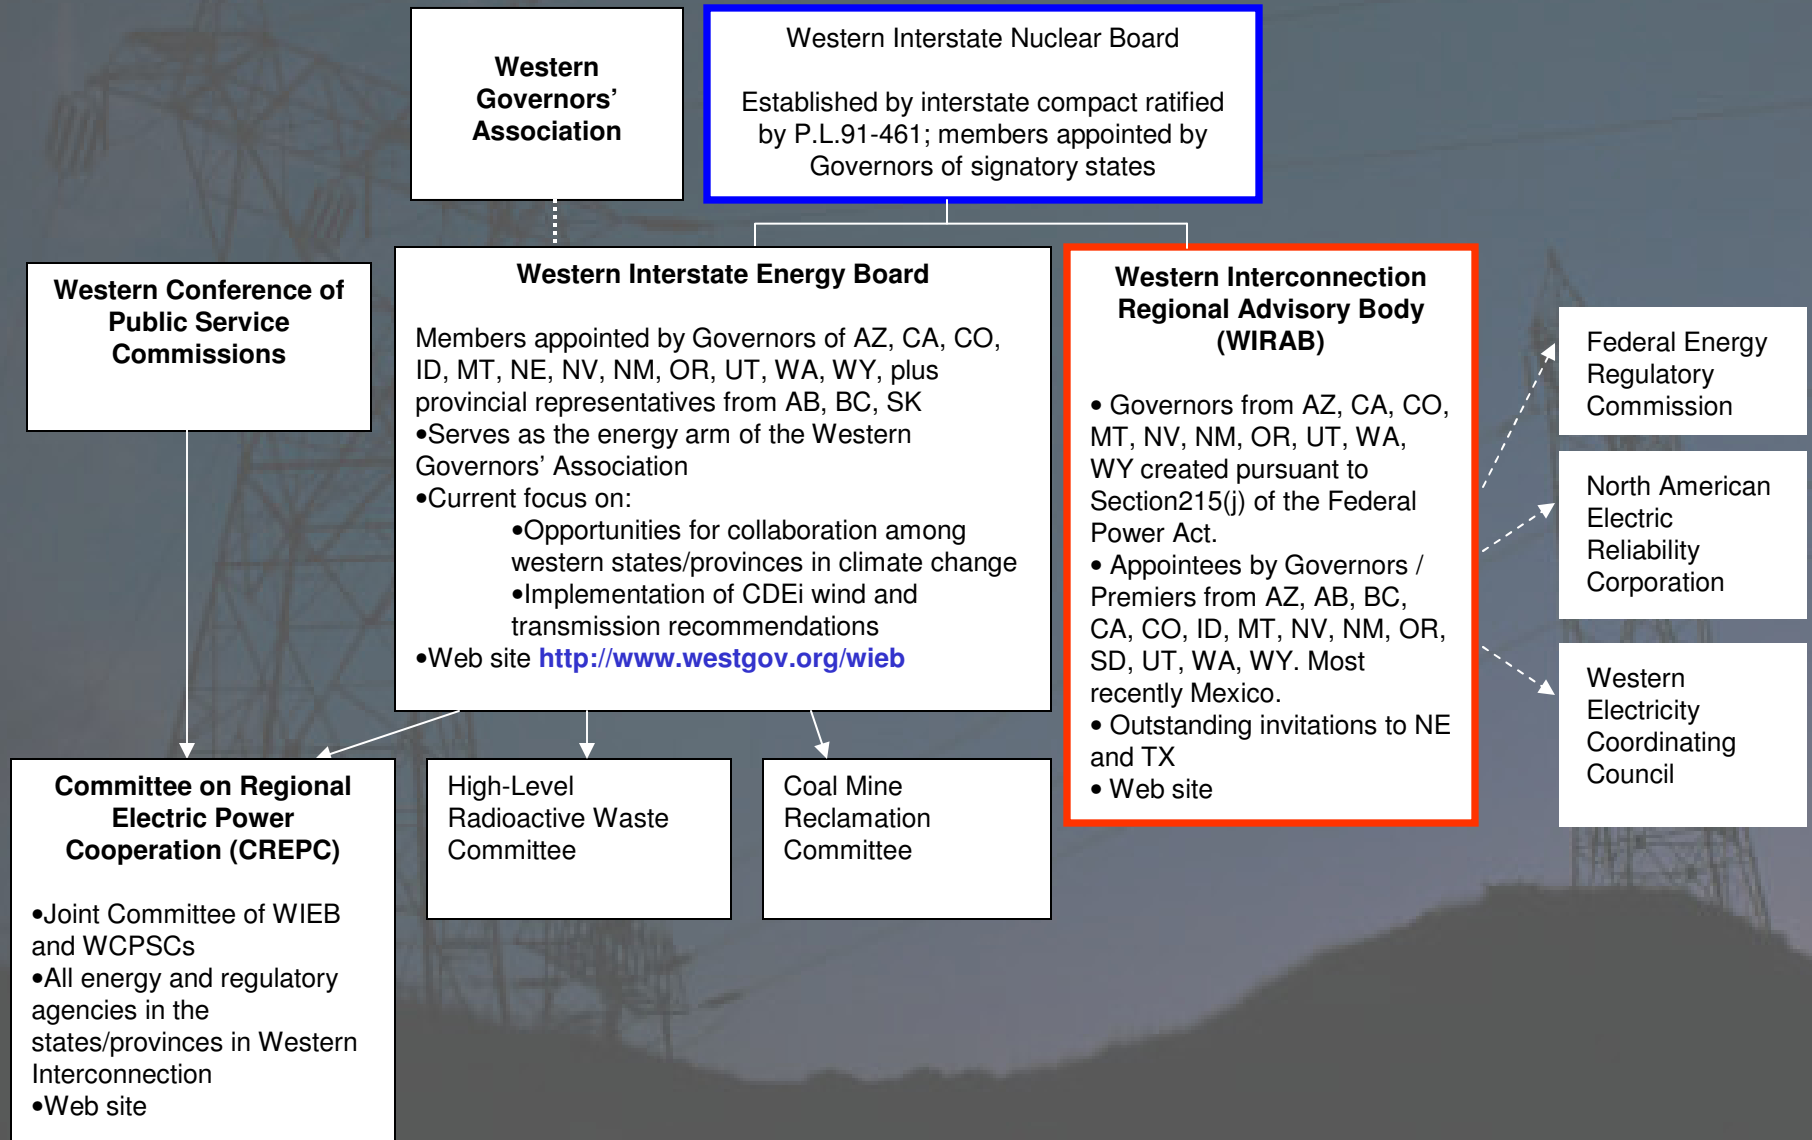 Western
Governors’
Association
Western Interstate Nuclear Board
Established by interstate compact ratified
by P.L.91-461; members appointed by
Governors of signatory states
Western Conference of
Public Service
Commissions
Western Interstate Energy Board
Members appointed by Governors of AZ, CA, CO,
ID, MT, NE, NV, NM, OR, UT, WA, WY, plus
provincial representatives from AB, BC, SK
•Serves as the energy arm of the Western
Governors’ Association
•Current focus on:
•Opportunities for collaboration among
western states/provinces in climate change
•Implementation of CDEi wind and
transmission recommendations
•Web site http://www.westgov.org/wieb
Western Interconnection
Regional Advisory Body
(WIRAB)
• Governors from AZ, CA, CO,
MT, NV, NM, OR, UT, WA,
WY created pursuant to
Section215(j) of the Federal
Power Act.
• Appointees by Governors /
Premiers from AZ, AB, BC,
CA, CO, ID, MT, NV, NM, OR,
SD, UT, WA, WY. Most
recently Mexico.
• Outstanding invitations to NE
and TX
• Web site
Federal Energy
Regulatory
Commission
North American
Electric
Reliability
Corporation
Western
Electricity
Coordinating
Council
Committee on Regional
Electric Power
Cooperation (CREPC)
•Joint Committee of WIEB
and WCPSCs
•All energy and regulatory
agencies in the
states/provinces in Western
Interconnection
•Web site
High-Level
Radioactive Waste
Committee
Coal Mine
Reclamation
Committee